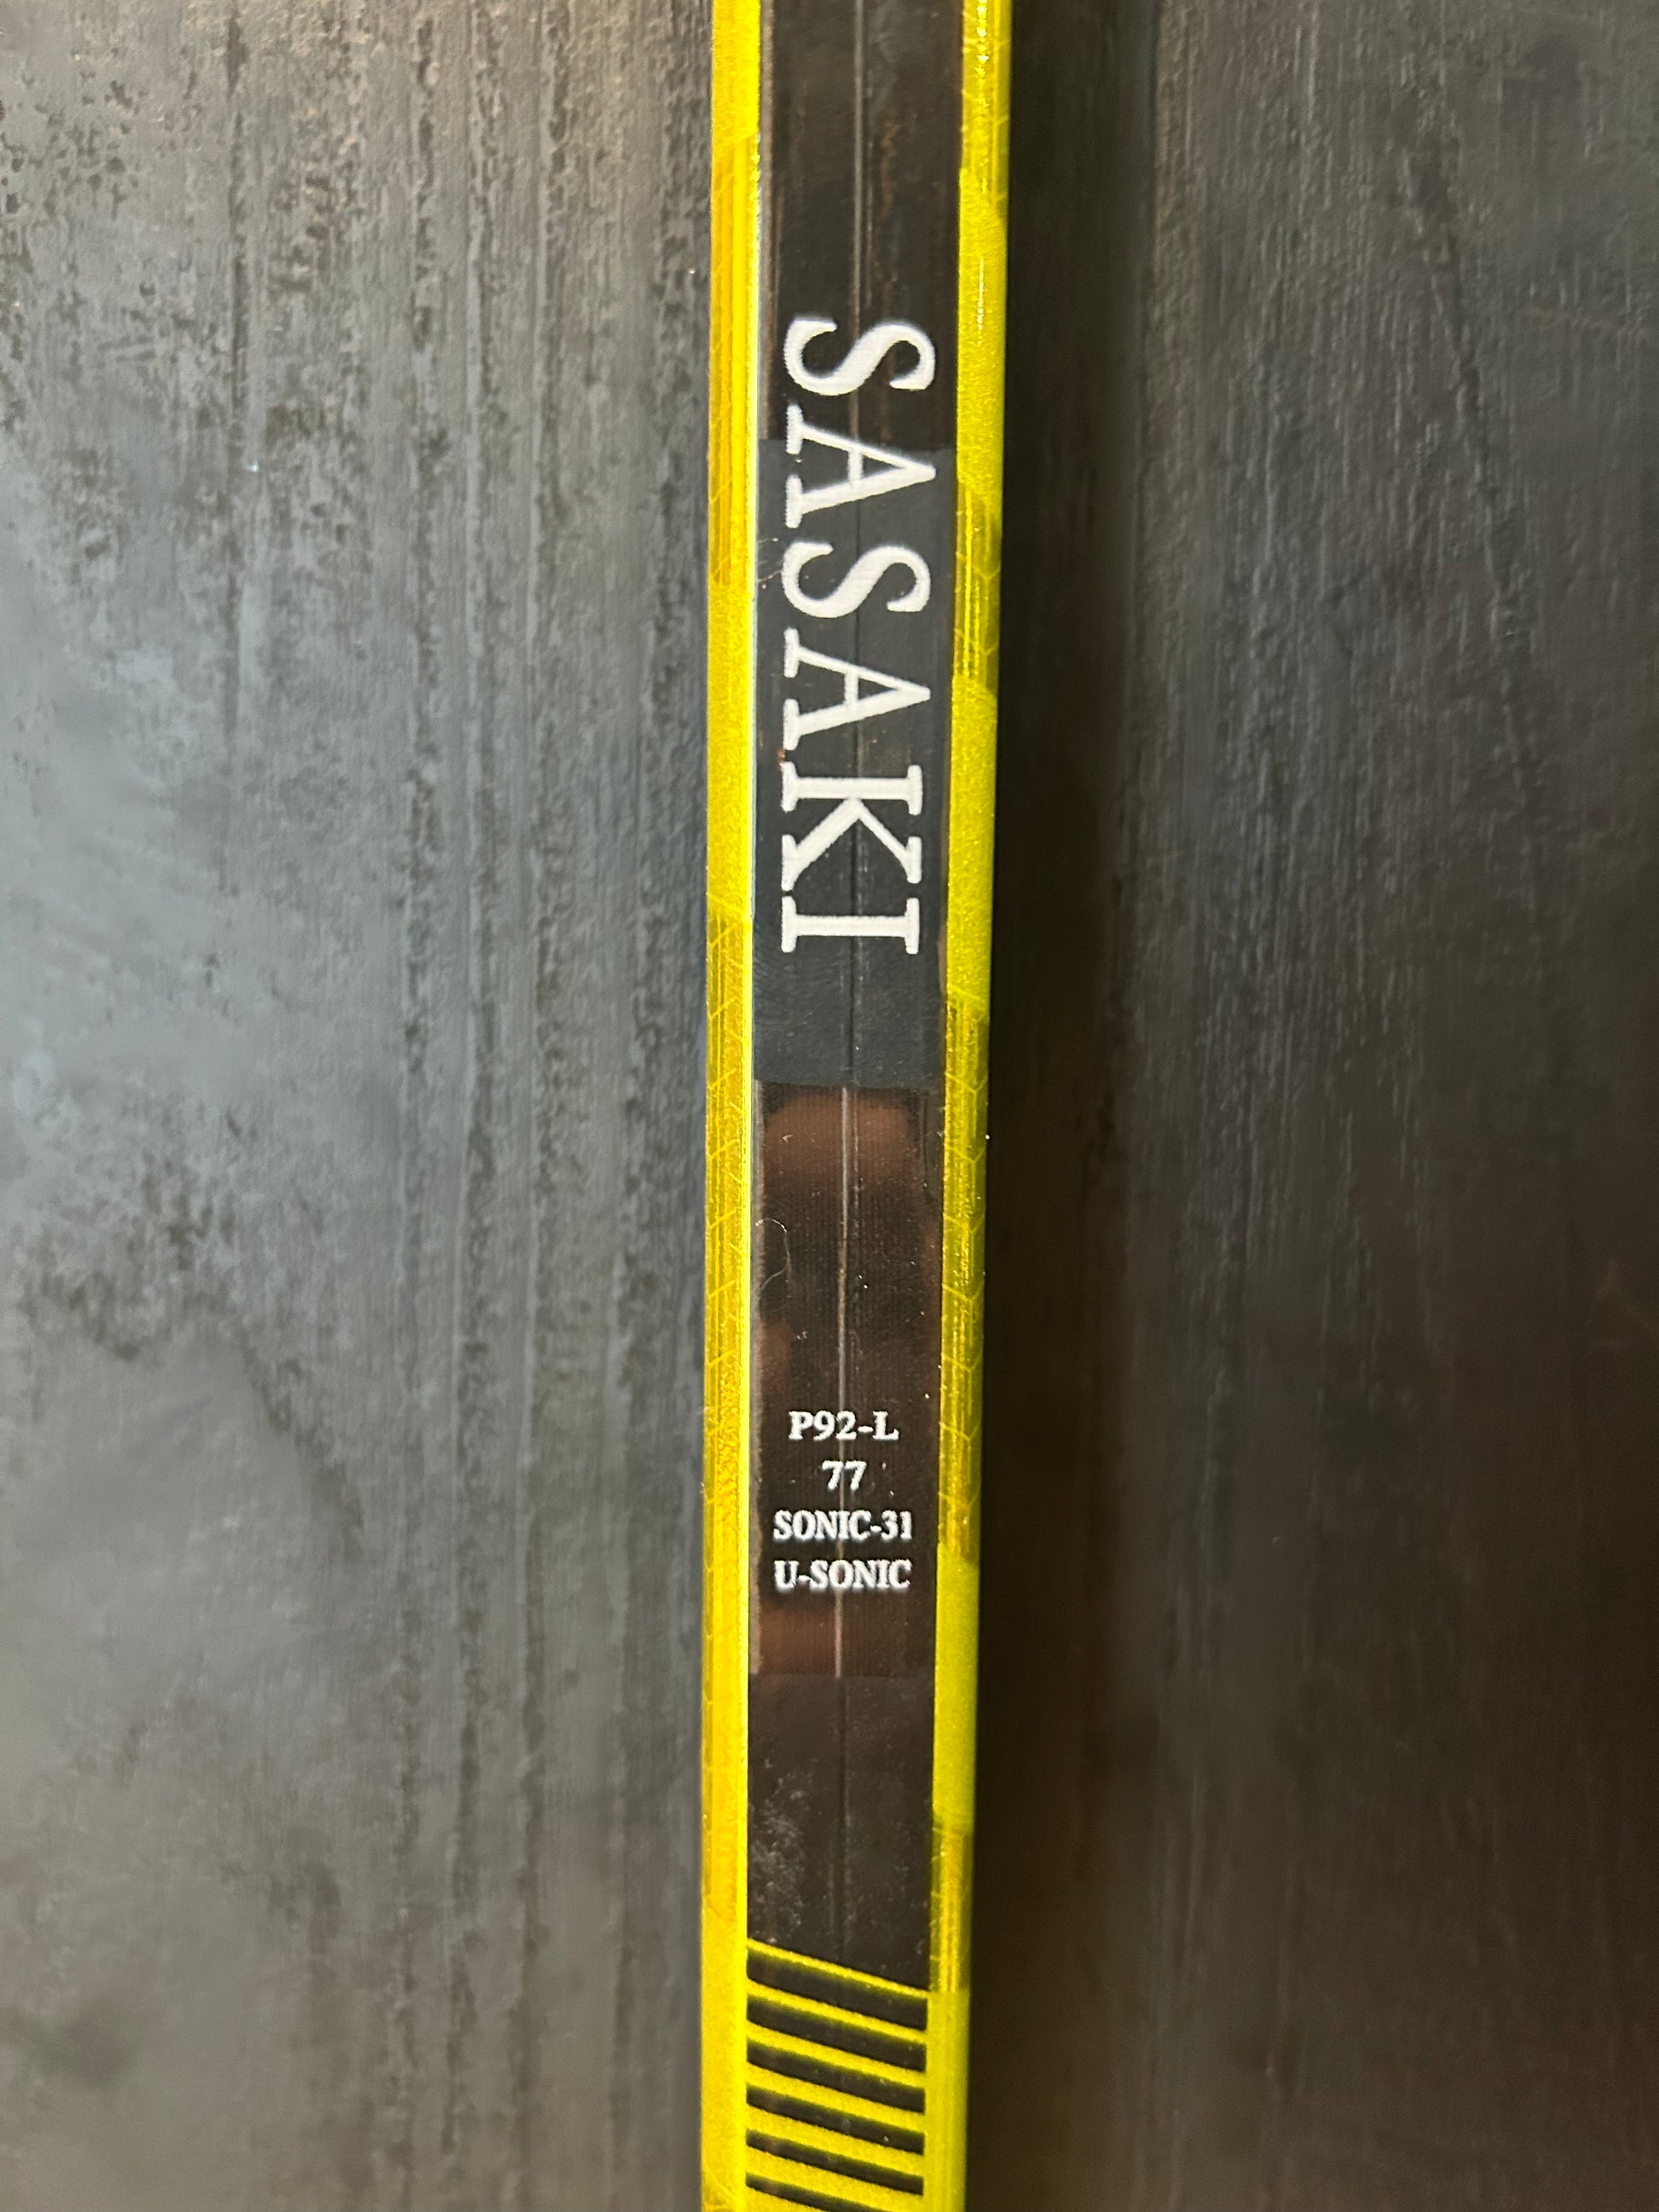 SASAKI
P92-L
77
SONIC-31
U-SONIC